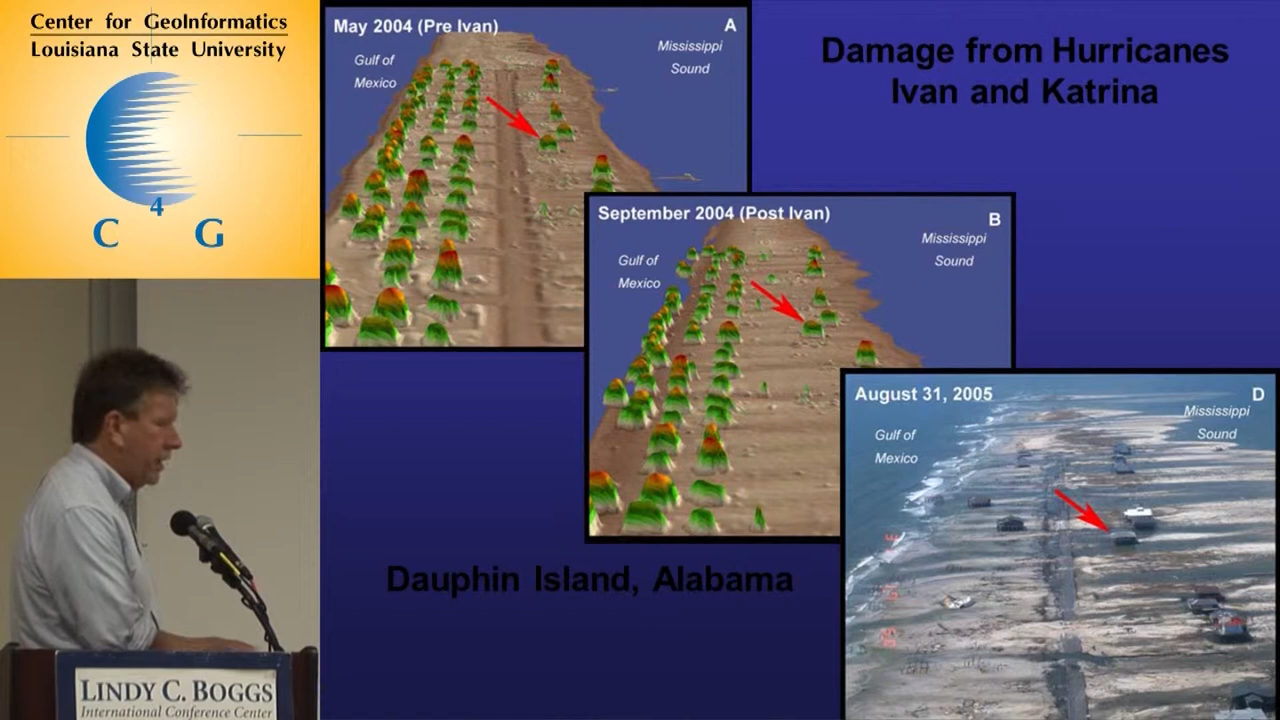 Center for GeoInformatics
Louisiana State University
C
4
G
LINDY C. BOGGS
International Conference Center
May 2004 (Pre Ivan)
A
Gulf of
Mexico
Mississippi
Sound
Damage from Hurricanes
Ivan and Katrina
September 2004 (Post Ivan)
B
Gulf of
Mexico
Mississippi
Sound
August 31, 2005
D
Gulf of
Mexico
Mississippi
Sound
Dauphin Island, Alabama